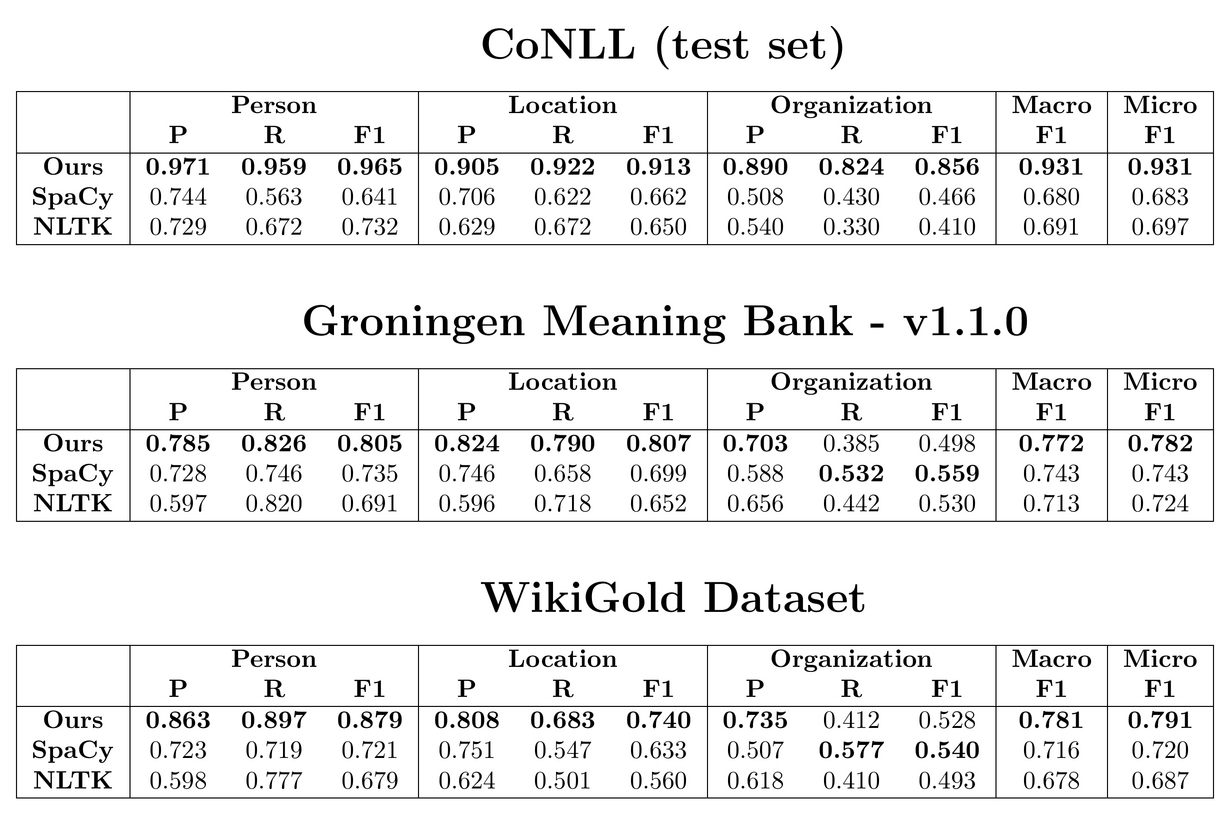 CoNLL (test set)
Person Location Organization Macro Micro
P R F1 P R F1 P R F1 F1 F1
Ours 0.971 0.959 0.965 0.905 0.922 0.913 0.890 0.824 0.856 0.931 0.931
SpaCy 0.744 0.563 0.641 0.706 0.622 0.662 0.508 0.430 0.466 0.680 0.683
NLTK 0.729 0.672 0.732 0.629 0.672 0.650 0.540 0.330 0.410 0.691 0.697
Groningen Meaning Bank - v1.1.0
Person Location Organization Macro Micro
P R F1 P R F1 P R F1 F1 F1
Ours 0.785 0.826 0.805 0.824 0.790 0.807 0.703 0.385 0.498 0.772 0.782
SpaCy 0.728 0.746 0.735 0.746 0.658 0.699 0.588 0.532 0.559 0.743 0.743
NLTK 0.597 0.820 0.691 0.596 0.718 0.652 0.656 0.442 0.530 0.713 0.724
WikiGold Dataset
Person Location Organization Macro Micro
P R F1 P R F1 P R F1 F1 F1
Ours 0.863 0.897 0.879 0.808 0.683 0.740 0.735 0.412 0.528 0.781 0.791
SpaCy 0.723 0.719 0.721 0.751 0.547 0.633 0.507 0.577 0.540 0.716 0.720
NLTK 0.598 0.777 0.679 0.624 0.501 0.560 0.618 0.410 0.493 0.678 0.687